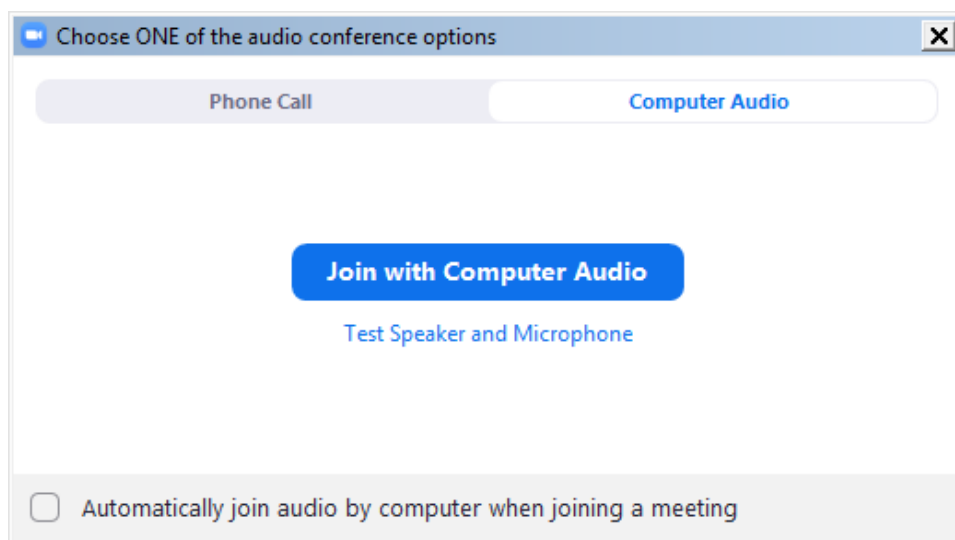 Choose ONE of the audio conference options
Phone Call
Computer Audio
Join with Computer Audio
Test Speaker and Microphone
Automatically join audio by computer when joining a meeting